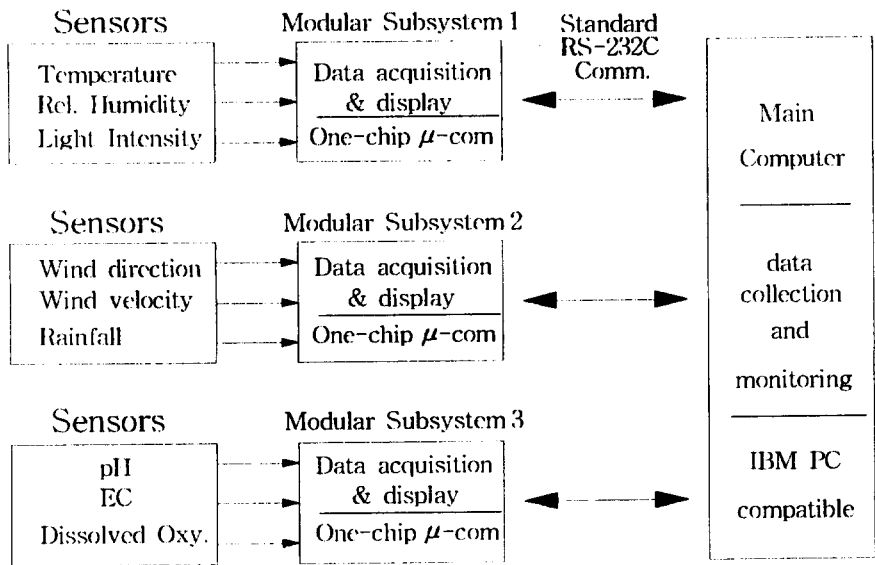 Sensors
Temperature
Rel. Humidity
Light Intensity
Modular Subsystem 1
Data acquisition
& display
One-chip μ-com
Standard
RS-232C
Comm.
Sensors
Wind direction
Wind velocity
Rainfall
Modular Subsystem 2
Data acquisition
& display
One-chip μ-com
Sensors
pH
EC
Dissolved Oxy.
Modular Subsystem 3
Data acquisition
& display
One-chip μ-com
Main
Computer
data
collection
and
monitoring
IBM PC
compatible